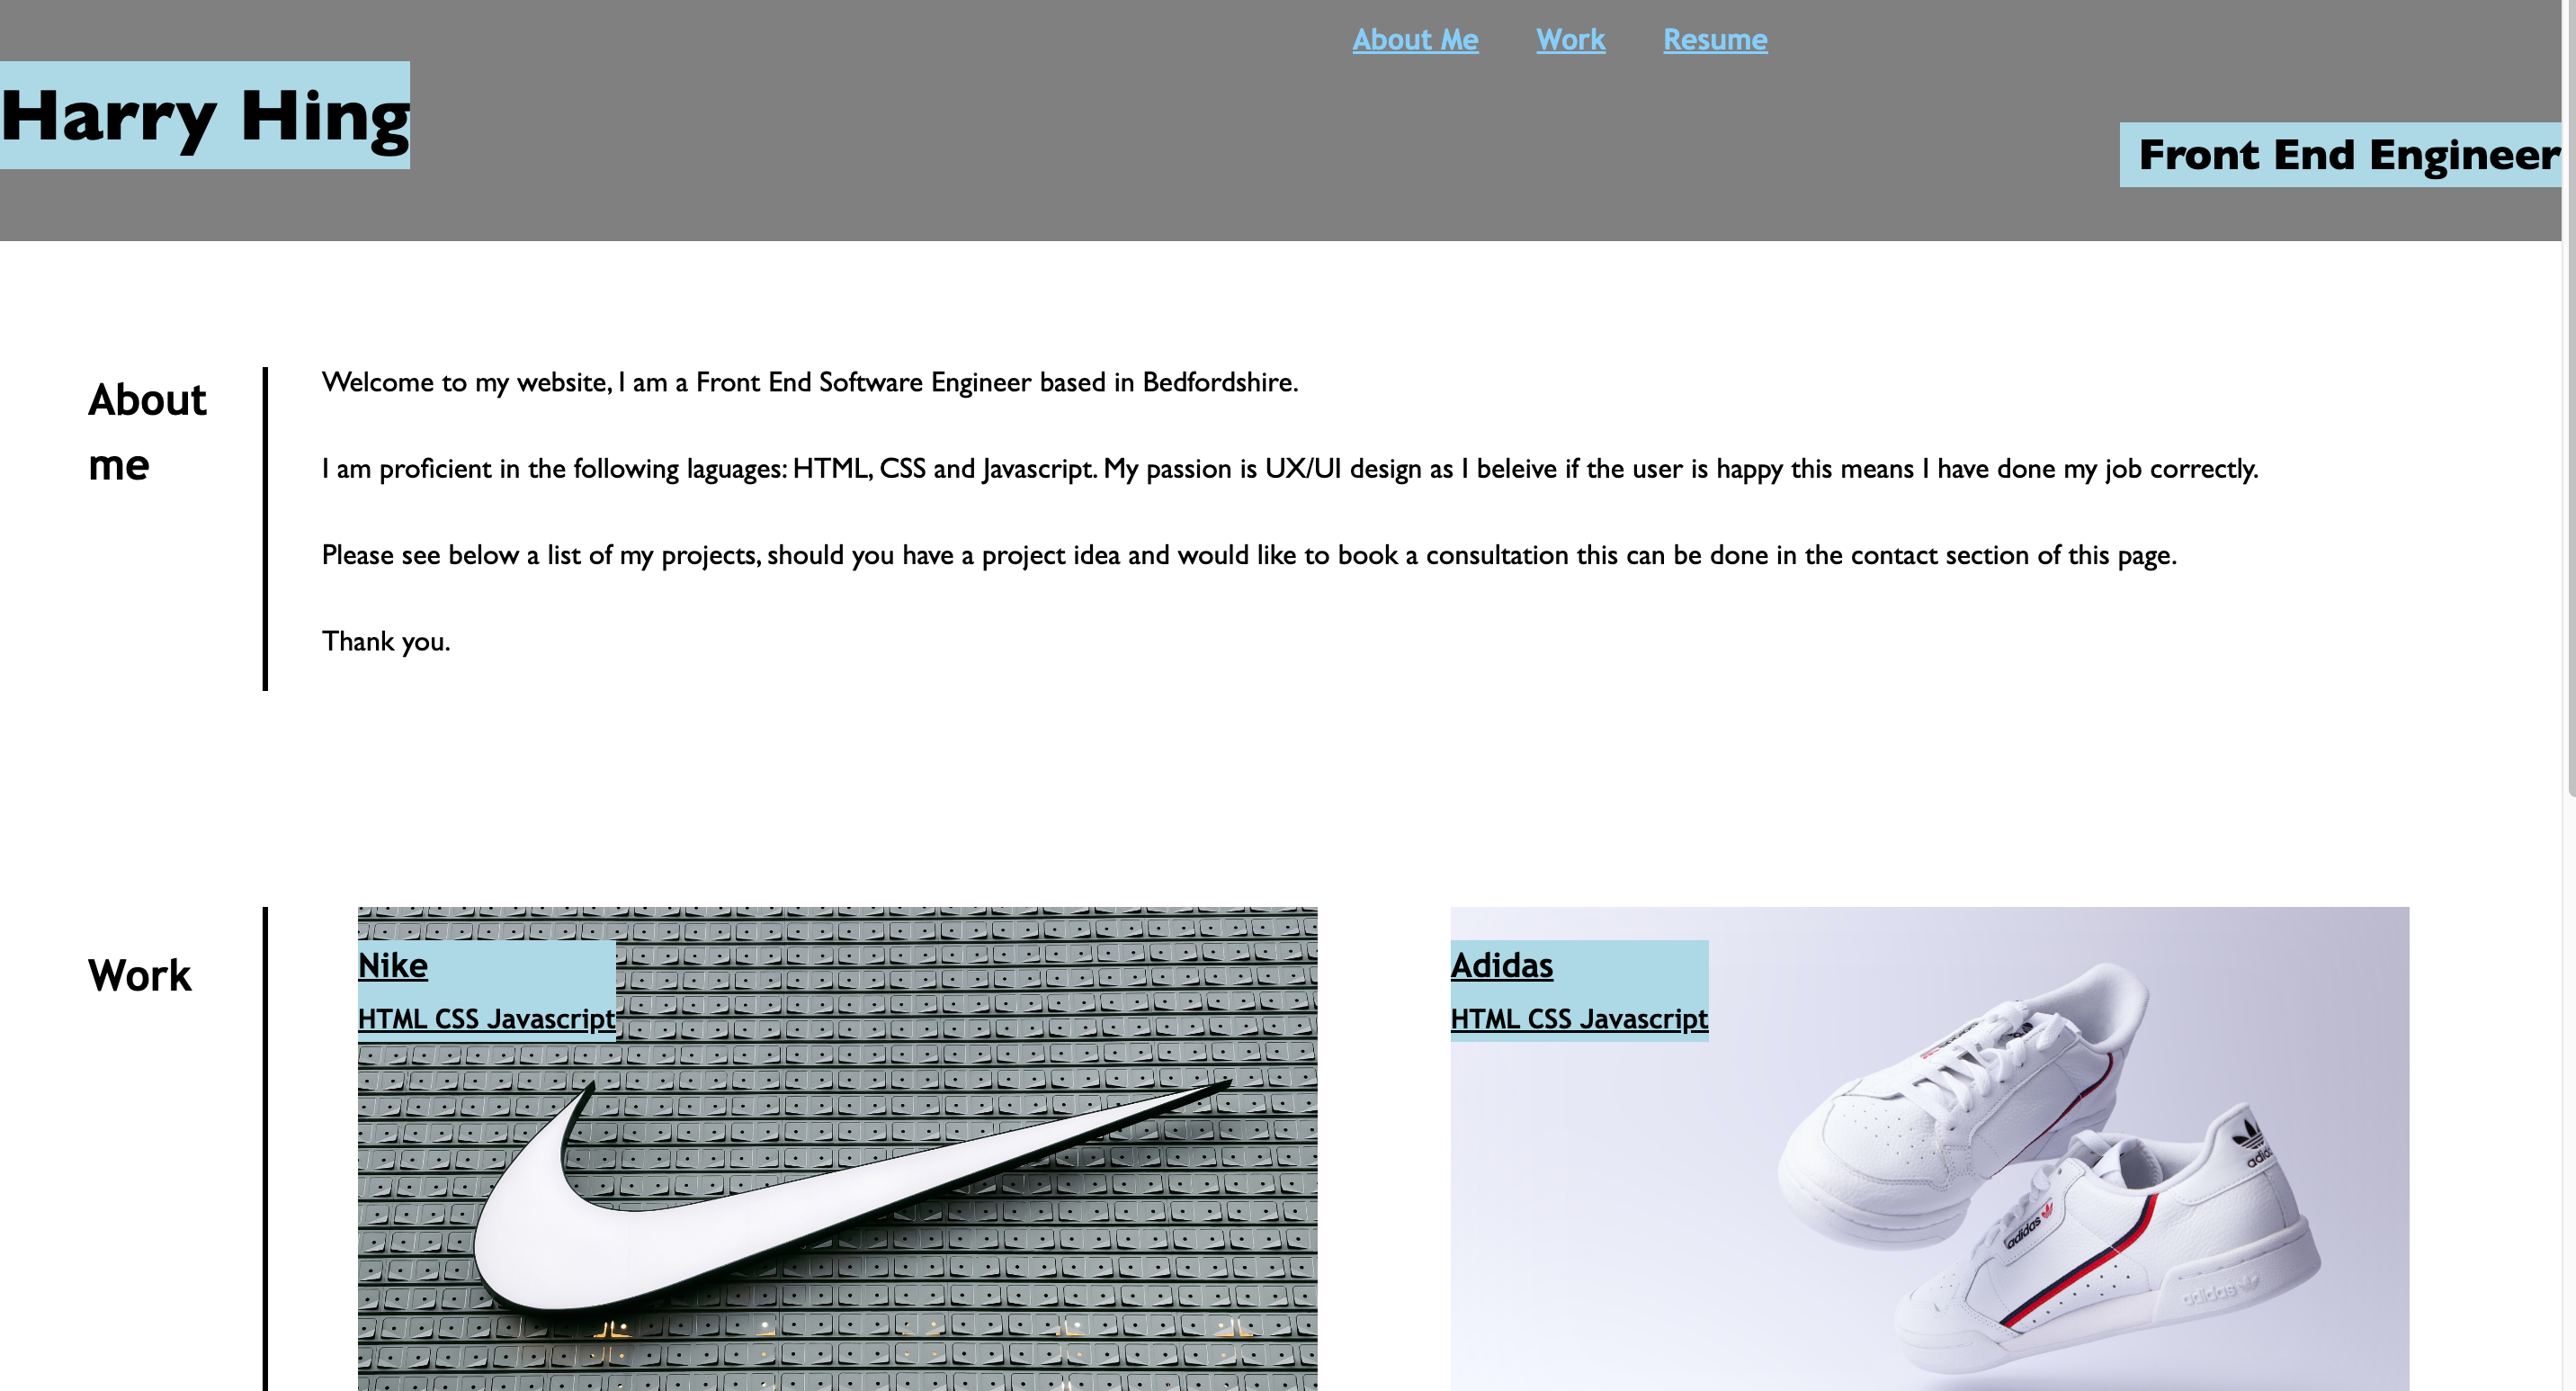 About Me Work Resume
Harry Hing
Front End Engineer
About
me
Welcome to my website, I am a Front End Software Engineer based in Bedfordshire.
I am proficient in the following laguages: HTML, CSS and Javascript. My passion is UX/UI design as I beleive if the user is happy this means I have done my job correctly.
Please see below a list of my projects, should you have a project idea and would like to book a consultation this can be done in the contact section of this page.
Thank you.
Work
Nike
HTML CSS Javascript
Adidas
HTML CSS Javascript
adidas
adidas